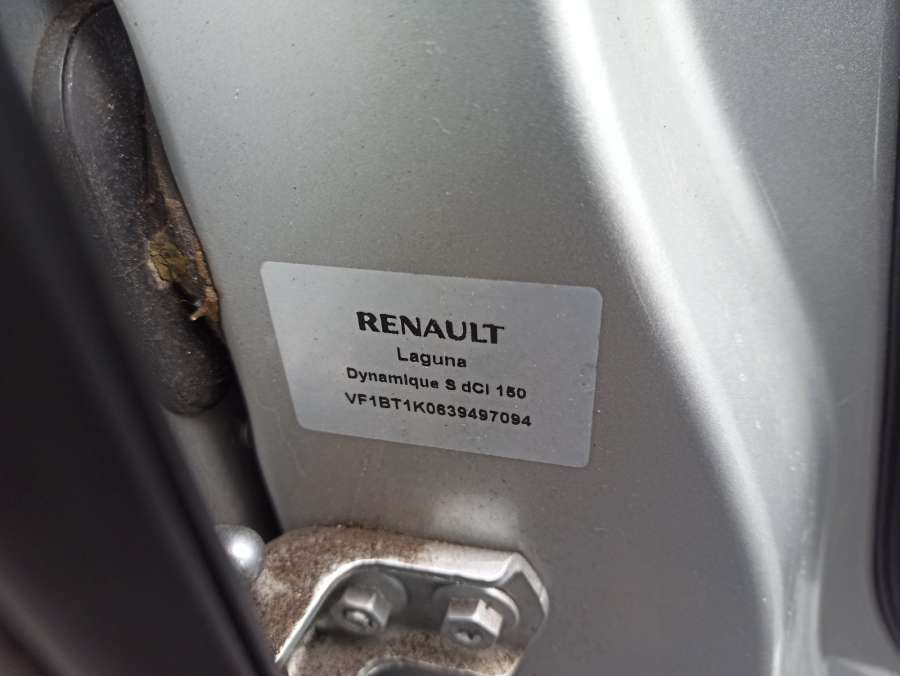 RENAULT
Laguna
Dynamique S dCi 150
VF1BT1K0639497094